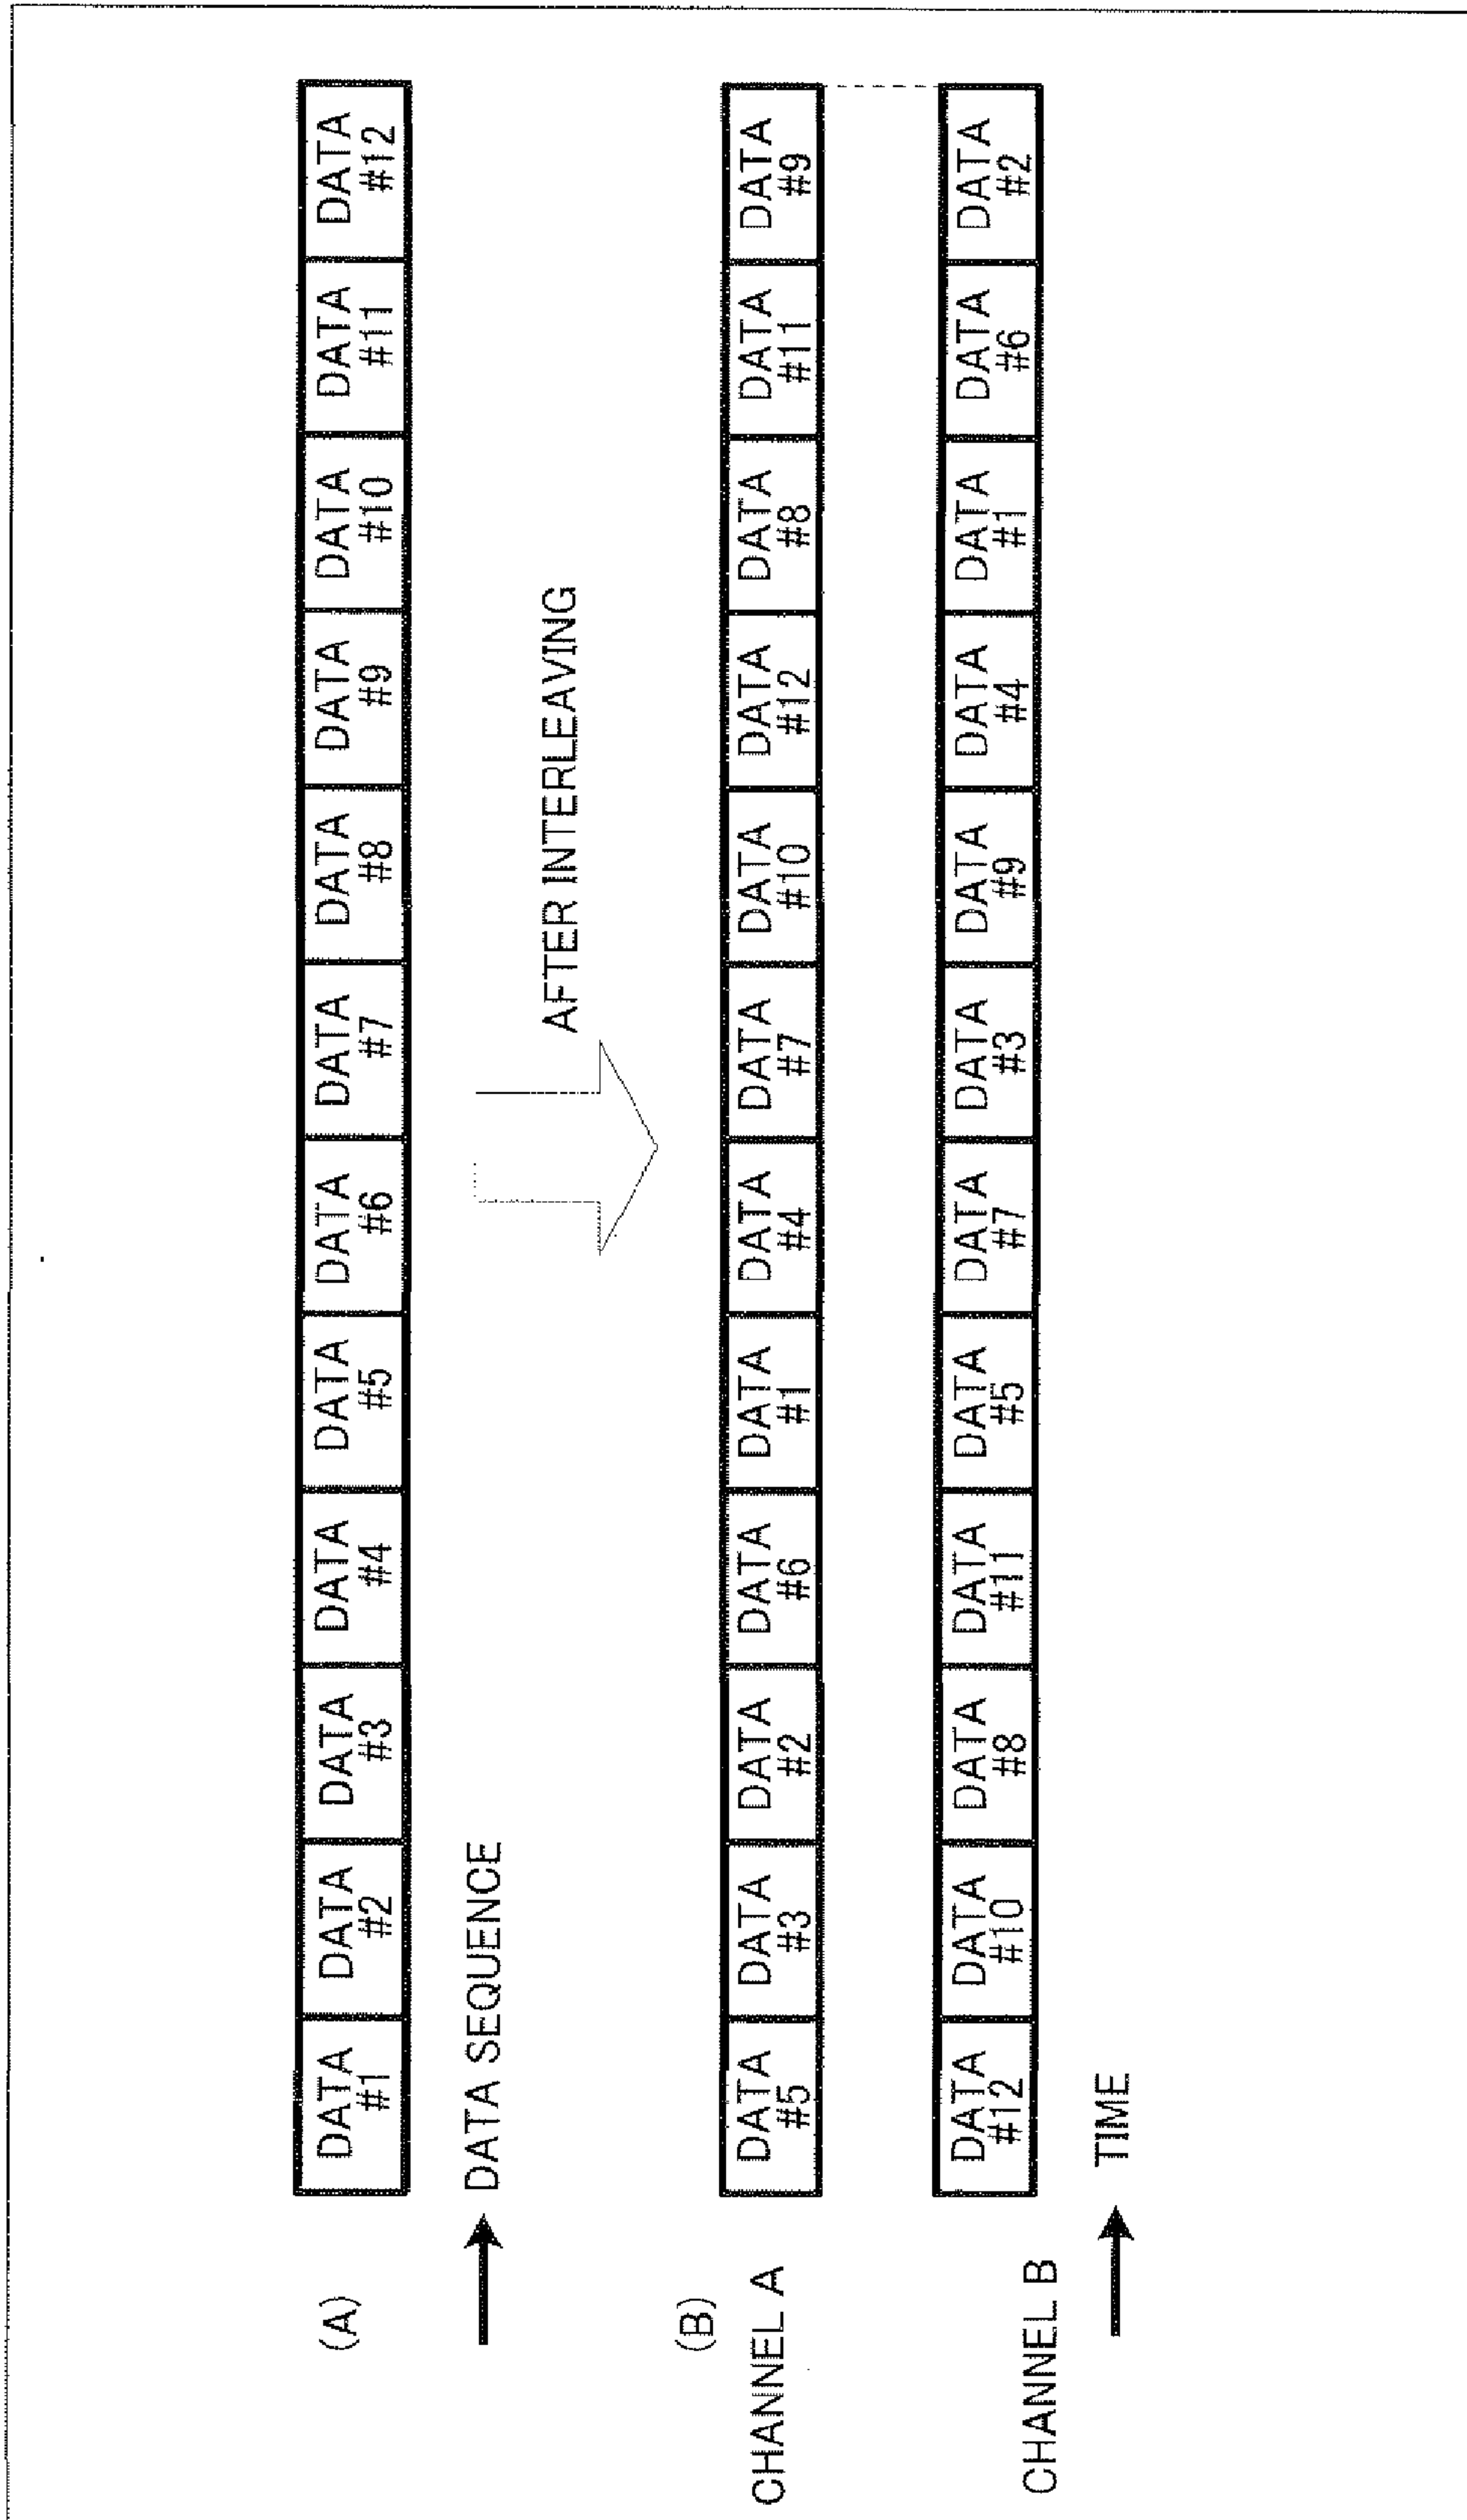 (A)
DATA
#1
DATA
#2
DATA
#3
DATA
#4
DATA
#5
DATA
#6
DATA
#7
DATA
#8
DATA
#9
DATA
#10
DATA
#11
DATA
#12
DATA SEQUENCE
AFTER INTERLEAVING
(B)
CHANNEL A
DATA
#5
DATA
#3
DATA
#2
DATA
#6
DATA
#1
DATA
#4
DATA
#7
DATA
#10
DATA
#12
DATA
#8
DATA
#11
DATA
#9
CHANNEL B
DATA
#12
DATA
#10
DATA
#8
DATA
#11
DATA
#5
DATA
#7
DATA
#3
DATA
#9
DATA
#4
DATA
#1
DATA
#6
DATA
#2
TIME